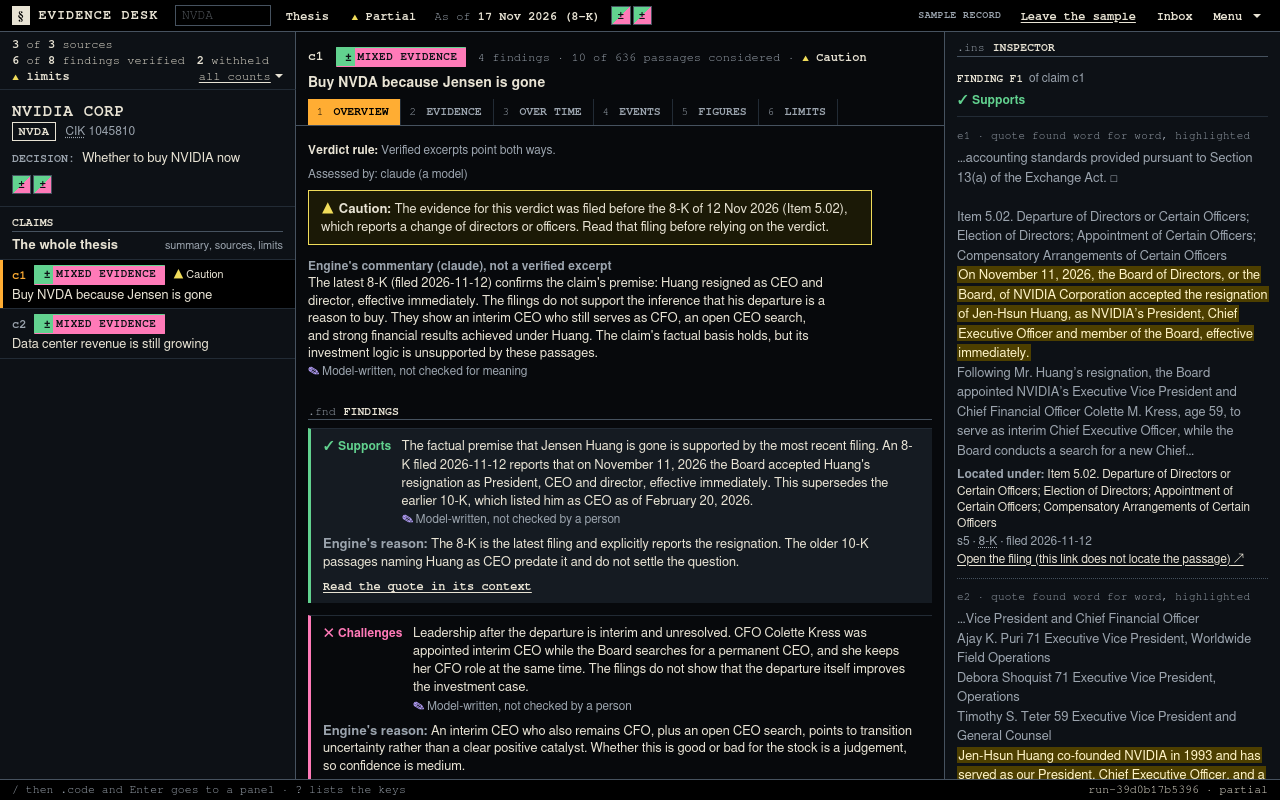 § EVIDENCE DESK NVDA Thesis ▲ Partial As of 17 Nov 2026 (8-K) ± ± SAMPLE RECORD Leave the sample Inbox Menu
3 of 3 sources
6 of 8 findings verified 2 withheld
▲ limits all counts
NVIDIA CORP
NVDA CIK 1045810
DECISION: Whether to buy NVIDIA now
± ±
CLAIMS
The whole thesis summary, sources, limits
c1 ± MIXED EVIDENCE ▲ Caution
Buy NVDA because Jensen is gone
c2 ± MIXED EVIDENCE
Data center revenue is still growing
c1 ± MIXED EVIDENCE 4 findings · 10 of 636 passages considered · ▲ Caution
Buy NVDA because Jensen is gone
1 OVERVIEW 2 EVIDENCE 3 OVER TIME 4 EVENTS 5 FIGURES 6 LIMITS
Verdict rule: Verified excerpts point both ways.
Assessed by: claude (a model)
▲ Caution: The evidence for this verdict was filed before the 8-K of 12 Nov 2026 (Item 5.02),
which reports a change of directors or officers. Read that filing before relying on the verdict.
Engine's commentary (claude), not a verified excerpt
The latest 8-K (filed 2026-11-12) confirms the claim's premise: Huang resigned as CEO and
director, effective immediately. The filings do not support the inference that his departure is a
reason to buy. They show an interim CEO who still serves as CFO, an open CEO search,
and strong financial results achieved under Huang. The claim's factual basis holds, but its
investment logic is unsupported by these passages.
✎ Model-written, not checked for meaning
.fnd FINDINGS
✓ Supports The factual premise that Jensen Huang is gone is supported by the most recent filing. An 8-
K filed 2026-11-12 reports that on November 11, 2026 the Board accepted Huang's
resignation as President, CEO and director, effective immediately. This supersedes the
earlier 10-K, which listed him as CEO as of February 20, 2026.
✎ Model-written, not checked by a person
Engine's reason: The 8-K is the latest filing and explicitly reports the resignation. The older 10-K
passages naming Huang as CEO predate it and do not settle the question.
Read the quote in its context
✕ Challenges Leadership after the departure is interim and unresolved. CFO Colette Kress was
appointed interim CEO while the Board searches for a permanent CEO, and she keeps
her CFO role at the same time. The filings do not show that the departure itself improves
the investment case.
✎ Model-written, not checked by a person
Engine's reason: An interim CEO who also remains CFO, plus an open CEO search, points to transition
uncertainty rather than a clear positive catalyst. Whether this is good or bad for the stock is a judgement,
so confidence is medium.
.ins INSPECTOR
FINDING F1 of claim c1
✓ Supports
e1 · quote found word for word, highlighted
…accounting standards provided pursuant to Section
13(a) of the Exchange Act. □
Item 5.02. Departure of Directors or Certain Officers;
Election of Directors; Appointment of Certain Officers;
Compensatory Arrangements of Certain Officers
On November 11, 2026, the Board of Directors, or the
Board, of NVIDIA Corporation accepted the resignation
of Jen-Hsun Huang, as NVIDIA's President, Chief
Executive Officer and member of the Board, effective
immediately.
Following Mr. Huang's resignation, the Board
appointed NVIDIA's Executive Vice President and
Chief Financial Officer Colette M. Kress, age 59, to
serve as interim Chief Executive Officer, while the
Board conducts a search for a new Chief…
Located under: Item 5.02. Departure of Directors or
Certain Officers; Election of Directors; Appointment of
Certain Officers; Compensatory Arrangements of Certain
Officers
s5 · 8-K · filed 2026-11-12
Open the filing (this link does not locate the passage) ↗
e2 · quote found word for word, highlighted
…Vice President and Chief Financial Officer
Ajay K. Puri 71 Executive Vice President, Worldwide
Field Operations
Debora Shoquist 71 Executive Vice President,
Operations
Timothy S. Teter 59 Executive Vice President and
General Counsel
Jen-Hsun Huang co-founded NVIDIA in 1993 and has
served as our President, Chief Executive Officer, and a
/ then .code and Enter goes to a panel · ? lists the keys run-39d0b17b5396 · partial